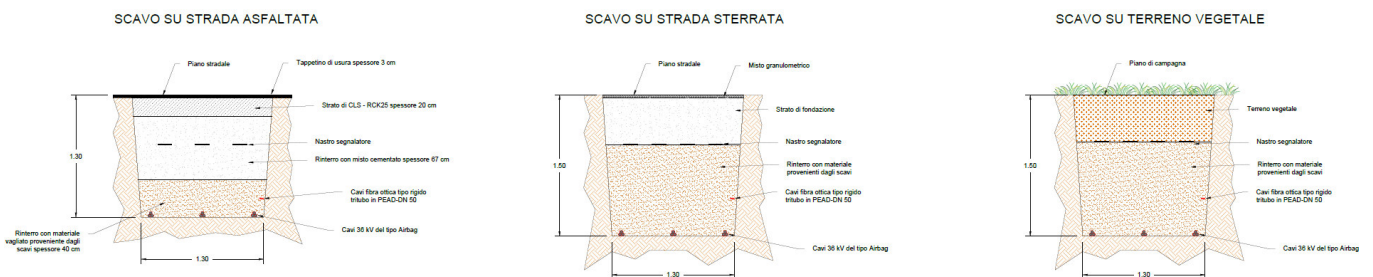 SCAVO SU STRADA ASFALTATA
Piano stradale
Tappetino di usura spessore 3 cm
Strato di CLS - RCK25 spessore 20 cm
Nastro segnalatore
Rinterro con misto cementato spessore 67 cm
1.30
Cavi fibra ottica tipo rigido
tritubo in PEAD-DN 50
Cavi 36 kV del tipo Airbag
Rinterro con materiale
vagliato proveniente dagli
scavi spessore 40 cm
1.30
SCAVO SU STRADA STERRATA
Piano stradale
Misto granulometrico
Strato di fondazione
Nastro segnalatore
1.50
Rinterro con materiale
provenienti dagli scavi
Cavi fibra ottica tipo rigido
tritubo in PEAD-DN 50
Cavi 36 kV del tipo Airbag
1.30
SCAVO SU TERRENO VEGETALE
Piano di campagna
Terreno vegetale
Nastro segnalatore
1.50
Rinterro con materiale
provenienti dagli scavi
Cavi fibra ottica tipo rigido
tritubo in PEAD-DN 50
Cavi 36 kV del tipo Airbag
1.30